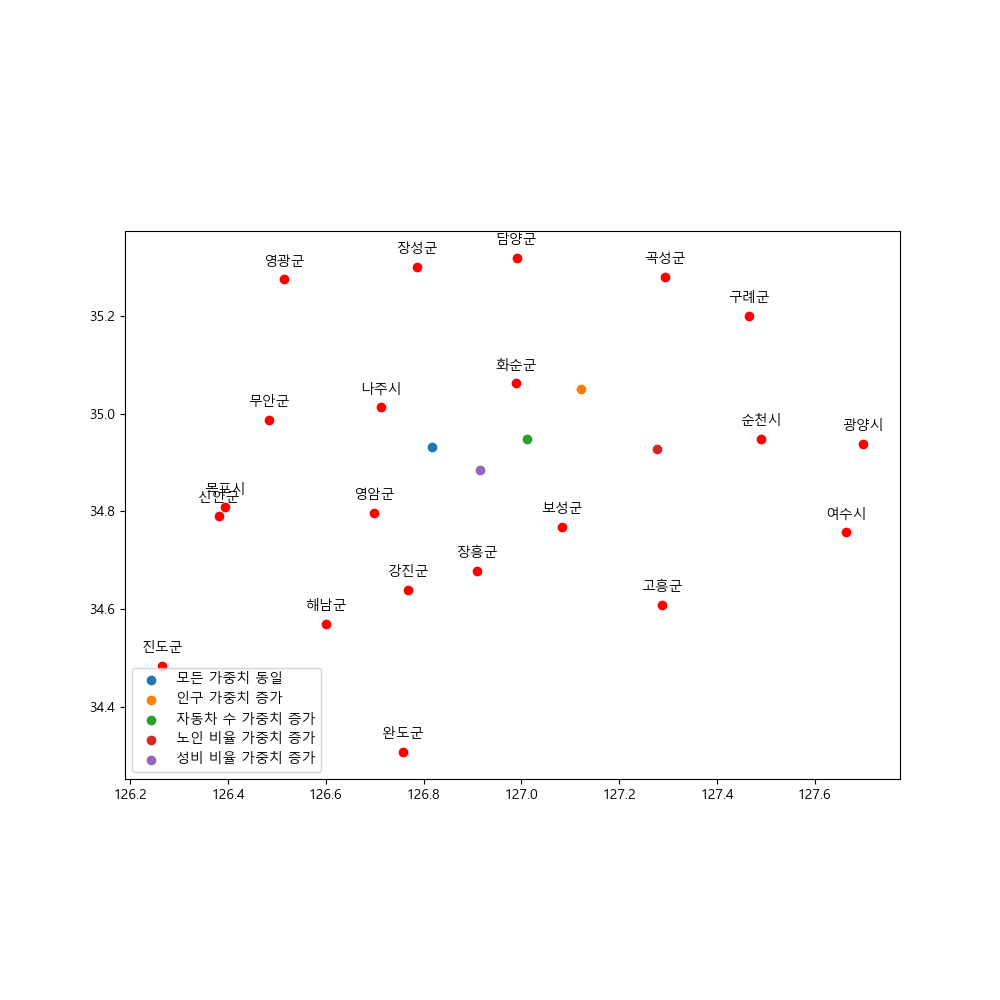 담양군
장성군
영광군
곡성군
구례군
화순군
나주시
무안군
순천시
광양시
목포시
신안군
영암군
보성군
여수시
장흥군
강진군
고흥군
해남군
진도군
완도군
35.2
35.0
34.8
34.6
34.4
모든 가중치 동일
인구 가중치 증가
자동차 수 가중치 증가
노인 비율 가중치 증가
성비 비율 가중치 증가
126.2 126.4 126.6 126.8 127.0 127.2 127.4 127.6